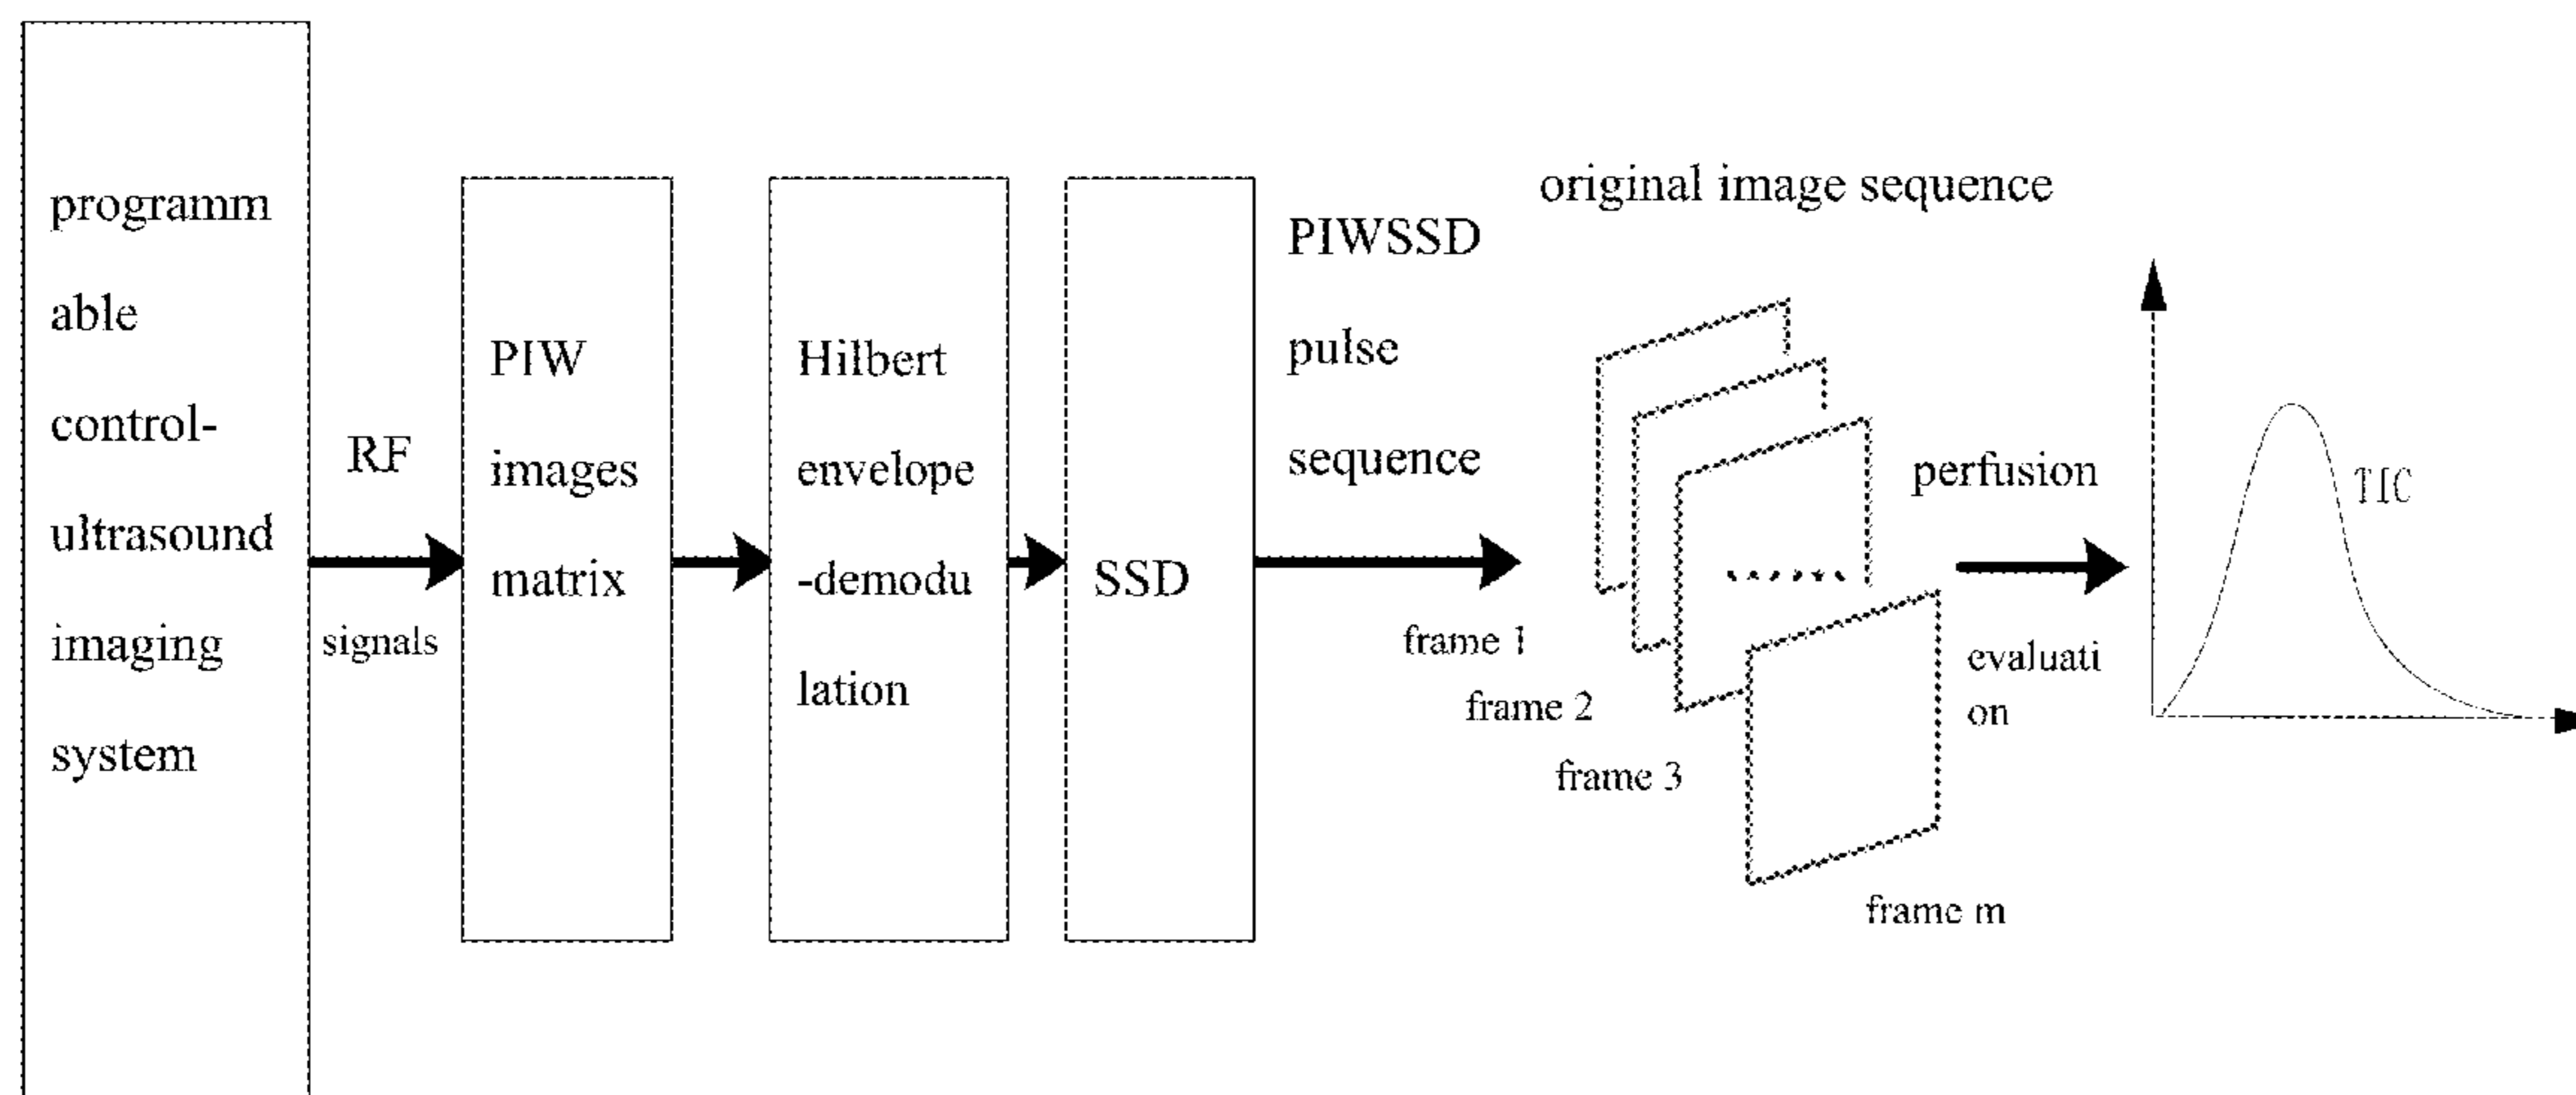 programm
able
control-
ultrasound
imaging
system
RF
signals
PIW
images
matrix
Hilbert
envelope
-demodu
lation
SSD
PIWSSD
pulse
sequence
original image sequence
frame 1
frame 2
frame 3
frame m
perfusion
evaluati
on
TIC